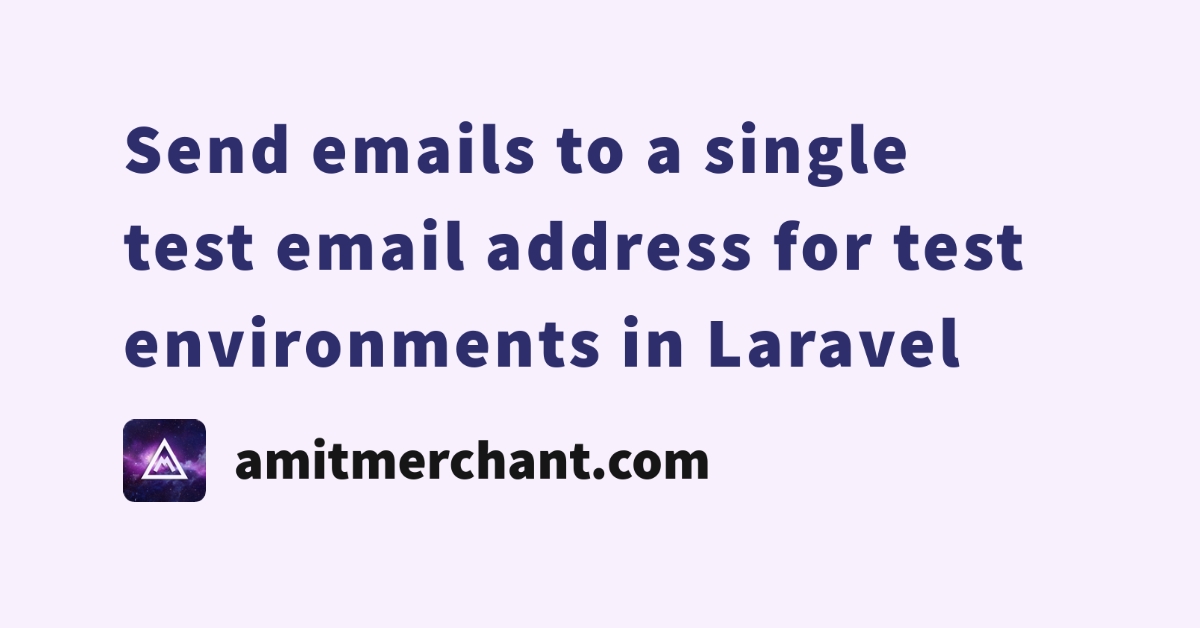 Send emails to a single
test email address for test
environments in Laravel
amitmerchant.com